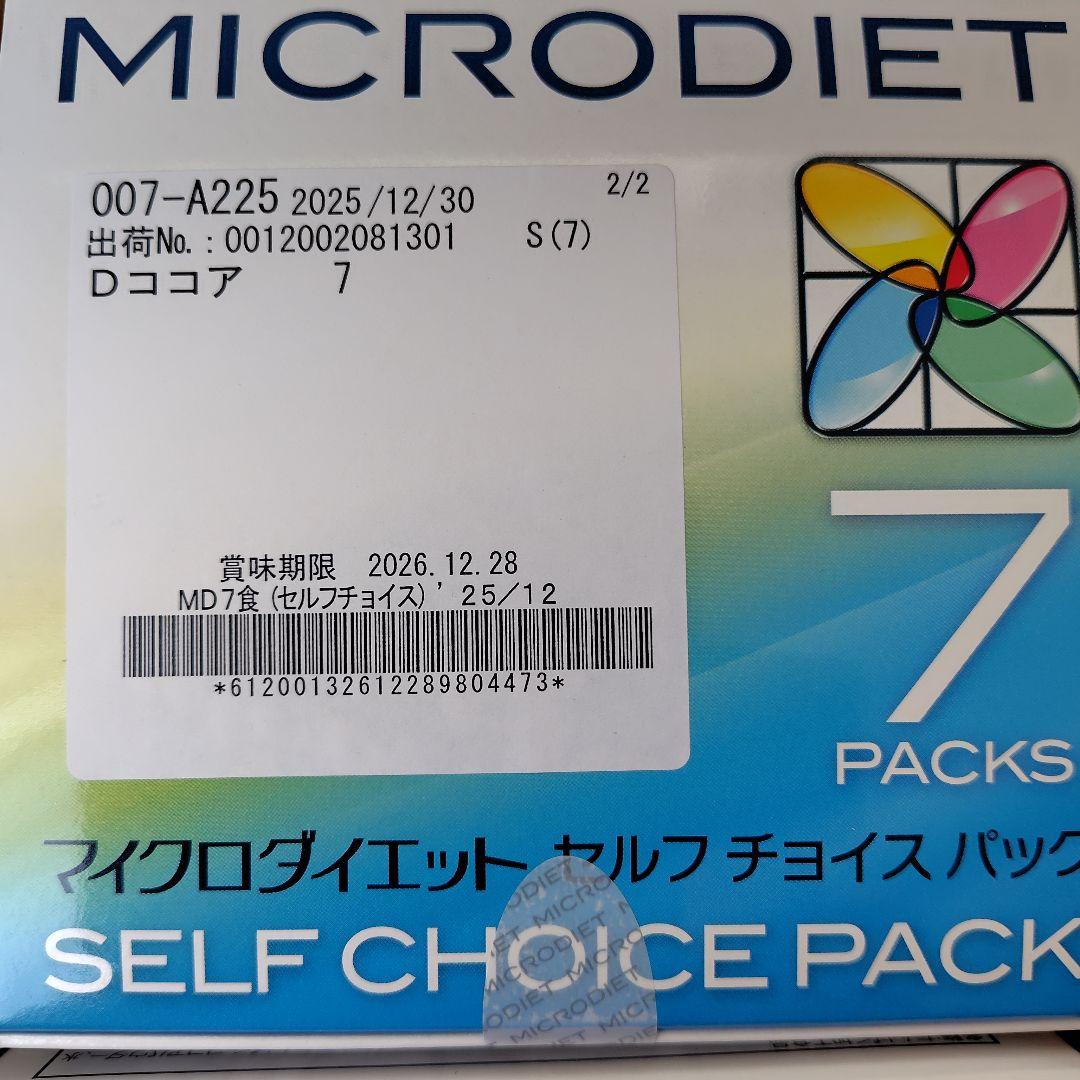 MICRODIET
007-A225 2025/12/30 2/2
出荷No.:0012002081301 S(7)
Dココア 7
賞味期限 2026.12.28
MD7食(セルフチョイス)'25/12
*61200132612289804473*
7
PACKS
マイクロダイエット セルフ チョイス パック
SELF CHOICE PACK
MICRODIET